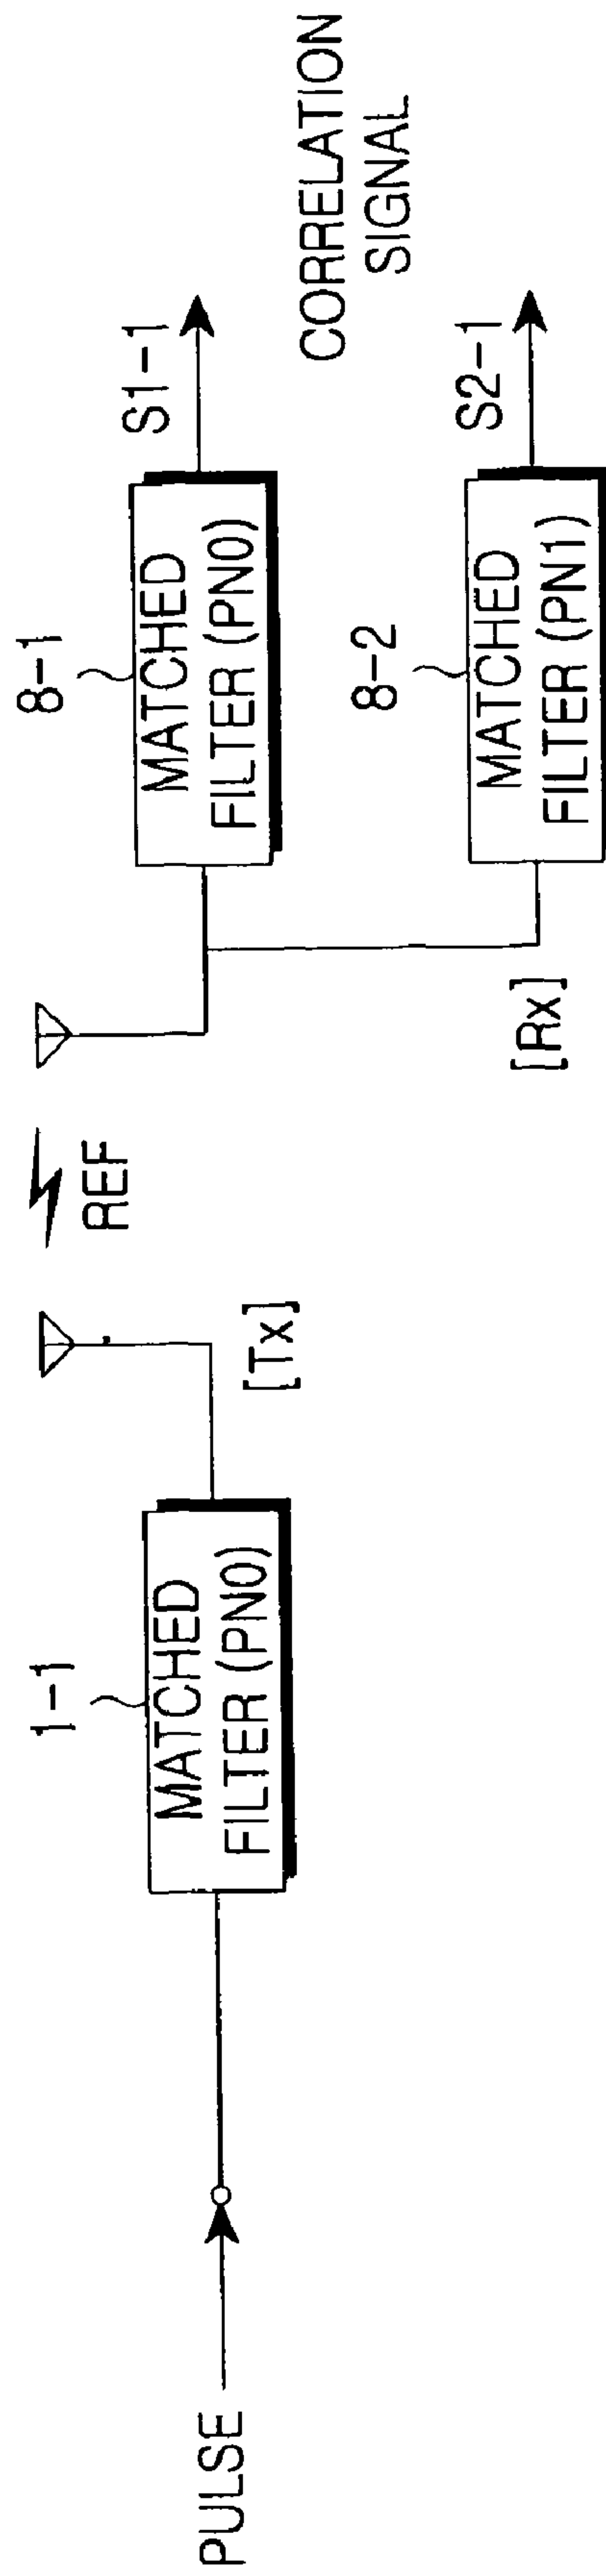 PULSE
1-1
MATCHED
FILTER (PN0)
[Tx]
REF
8-1
MATCHED
FILTER (PN0)
S1-1
8-2
MATCHED
FILTER (PN1)
S2-1
[Rx]
CORRELATION
SIGNAL